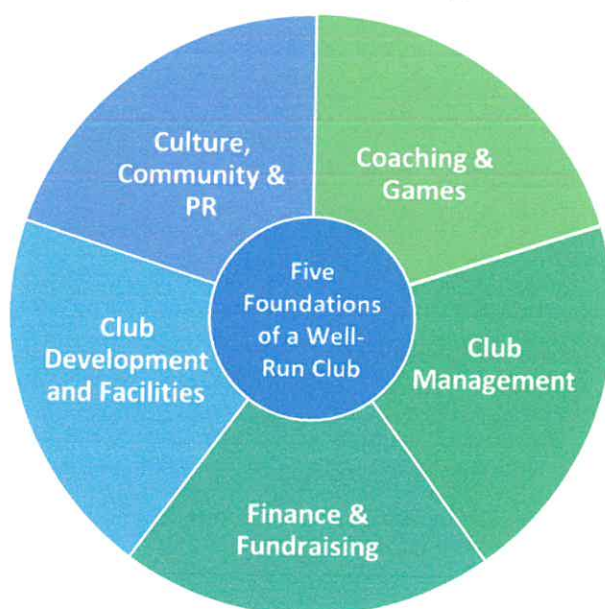 Culture,
Community &
PR
Coaching &
Games
Five
Foundations
of a Well-
Run Club
Club
Development
and Facilities
Club
Management
Finance &
Fundraising